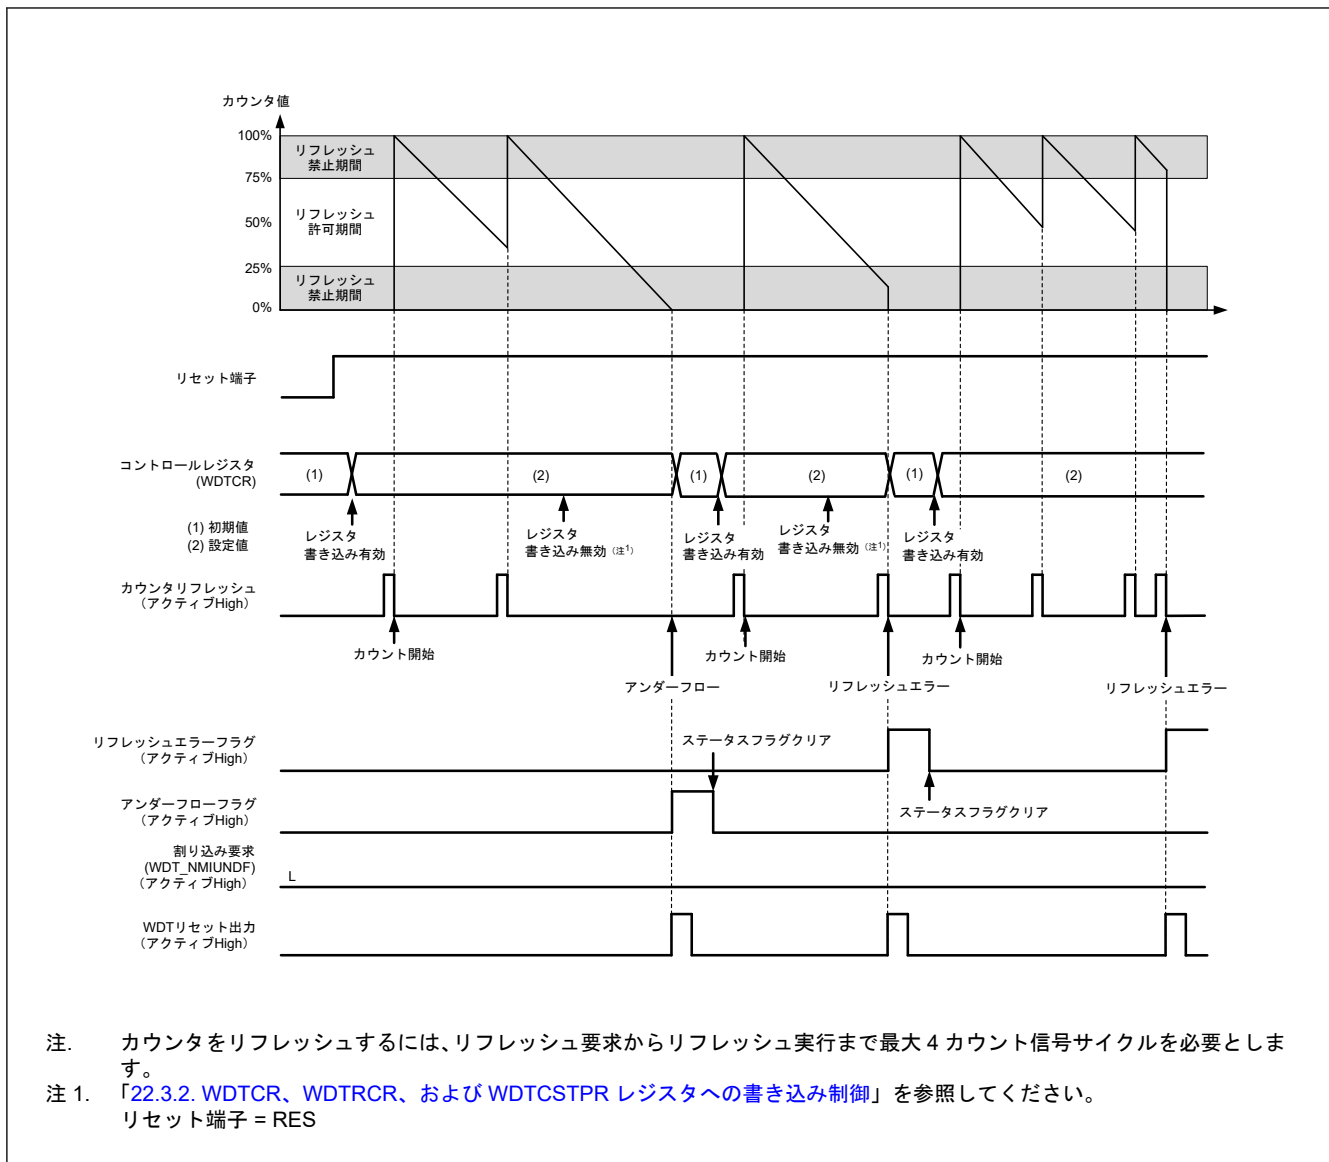 カウンタ値
100%
リフレッシュ
禁止期間
75%
50%
リフレッシュ
許可期間
25%
リフレッシュ
禁止期間
0%
リセット端子
コントロールレジスタ
(WDTCR)
(1)
(2)
(1)
(2)
(1)
(2)
(1) 初期値
(2) 設定値
レジスタ
書き込み有効
レジスタ
書き込み無効 (注1)
レジスタ
書き込み有効
レジスタ
書き込み無効 (注1)
レジスタ
書き込み有効
カウンタリフレッシュ
(アクティブHigh)
カウント開始
カウント開始
カウント開始
アンダーフロー
リフレッシュエラー
リフレッシュエラー
リフレッシュエラーフラグ
(アクティブHigh)
ステータスフラグクリア
ステータスフラグクリア
アンダーフローフラグ
(アクティブHigh)
割り込み要求
(WDT_NMIUNDF)
(アクティブHigh)
L
WDTリセット出力
(アクティブHigh)
注. カウンタをリフレッシュするには、リフレッシュ要求からリフレッシュ実行まで最大 4 カウント信号サイクルを必要としま
す。
注 1. 「22.3.2. WDTCR、WDTRCR、および WDTCSTPR レジスタへの書き込み制御」を参照してください。
リセット端子 = RES